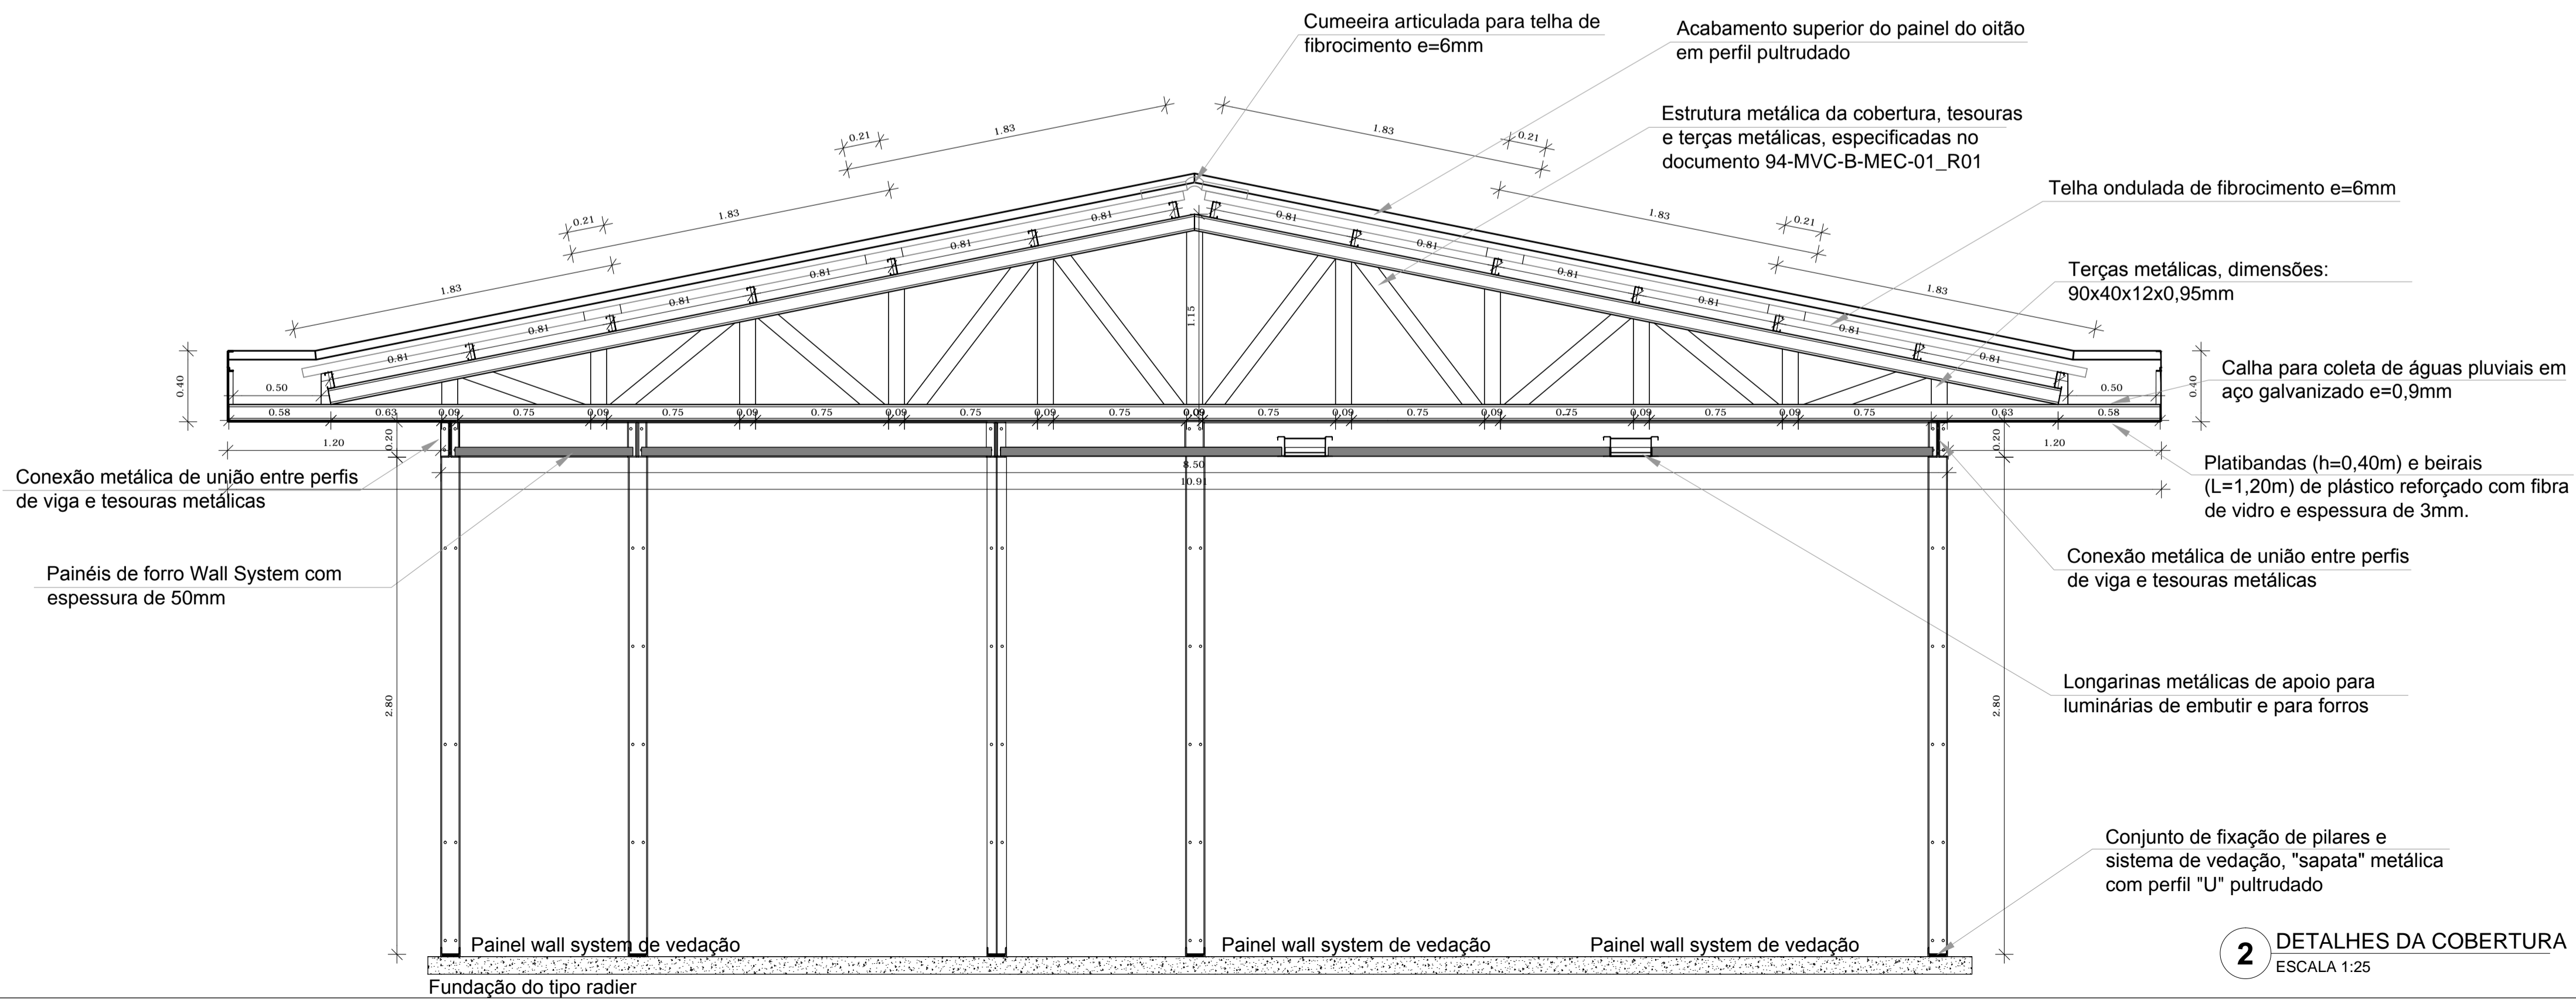 Cumeeira articulada para telha de
fibrocimento e=6mm
Acabamento superior do painel do oitão
em perfil pultrudado
Estrutura metálica da cobertura, tesouras
e terças metálicas, especificadas no
documento 94-MVC-B-MEC-01_R01
Telha ondulada de fibrocimento e=6mm
Terças metálicas, dimensões:
90x40x12x0,95mm
Calha para coleta de águas pluviais em
aço galvanizado e=0,9mm
Platibandas (h=0,40m) e beirais
(L=1,20m) de plástico reforçado com fibra
de vidro e espessura de 3mm.
Conexão metálica de união entre perfis
de viga e tesouras metálicas
Longarinas metálicas de apoio para
luminárias de embutir e para forros
Conjunto de fixação de pilares e
sistema de vedação, "sapata" metálica
com perfil "U" pultrudado
Conexão metálica de união entre perfis
de viga e tesouras metálicas
Painéis de forro Wall System com
espessura de 50mm
1.83 0.21 0.21 1.83
1.83 0.21 1.83 0.21
1.83 1.83
0.81 0.81 0.81 0.81 0.81 0.81
0.81 0.81 0.81 0.81 0.81 0.81
1.15
0.40 0.50 0.50 0.40
0.58 0.63 0.09 0.75 0.09 0.75 0.09 0.75 0.09 0.75 0.09 0.75 0.09 0.75 0.09 0.75 0.09 0.75 0.09 0.75 0.09 0.75 0.63 0.58
1.20 0.20 0.20 1.20
8.50
10.91
2.80 2.80
Painel wall system de vedação
Painel wall system de vedação
Painel wall system de vedação
Fundação do tipo radier
2 DETALHES DA COBERTURA
ESCALA 1:25